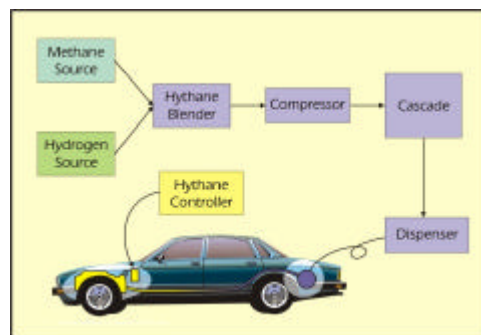 Methane
Source
Hythane
Blender
Compressor
Cascade
Hydrogen
Source
Hythane
Controller
Dispenser